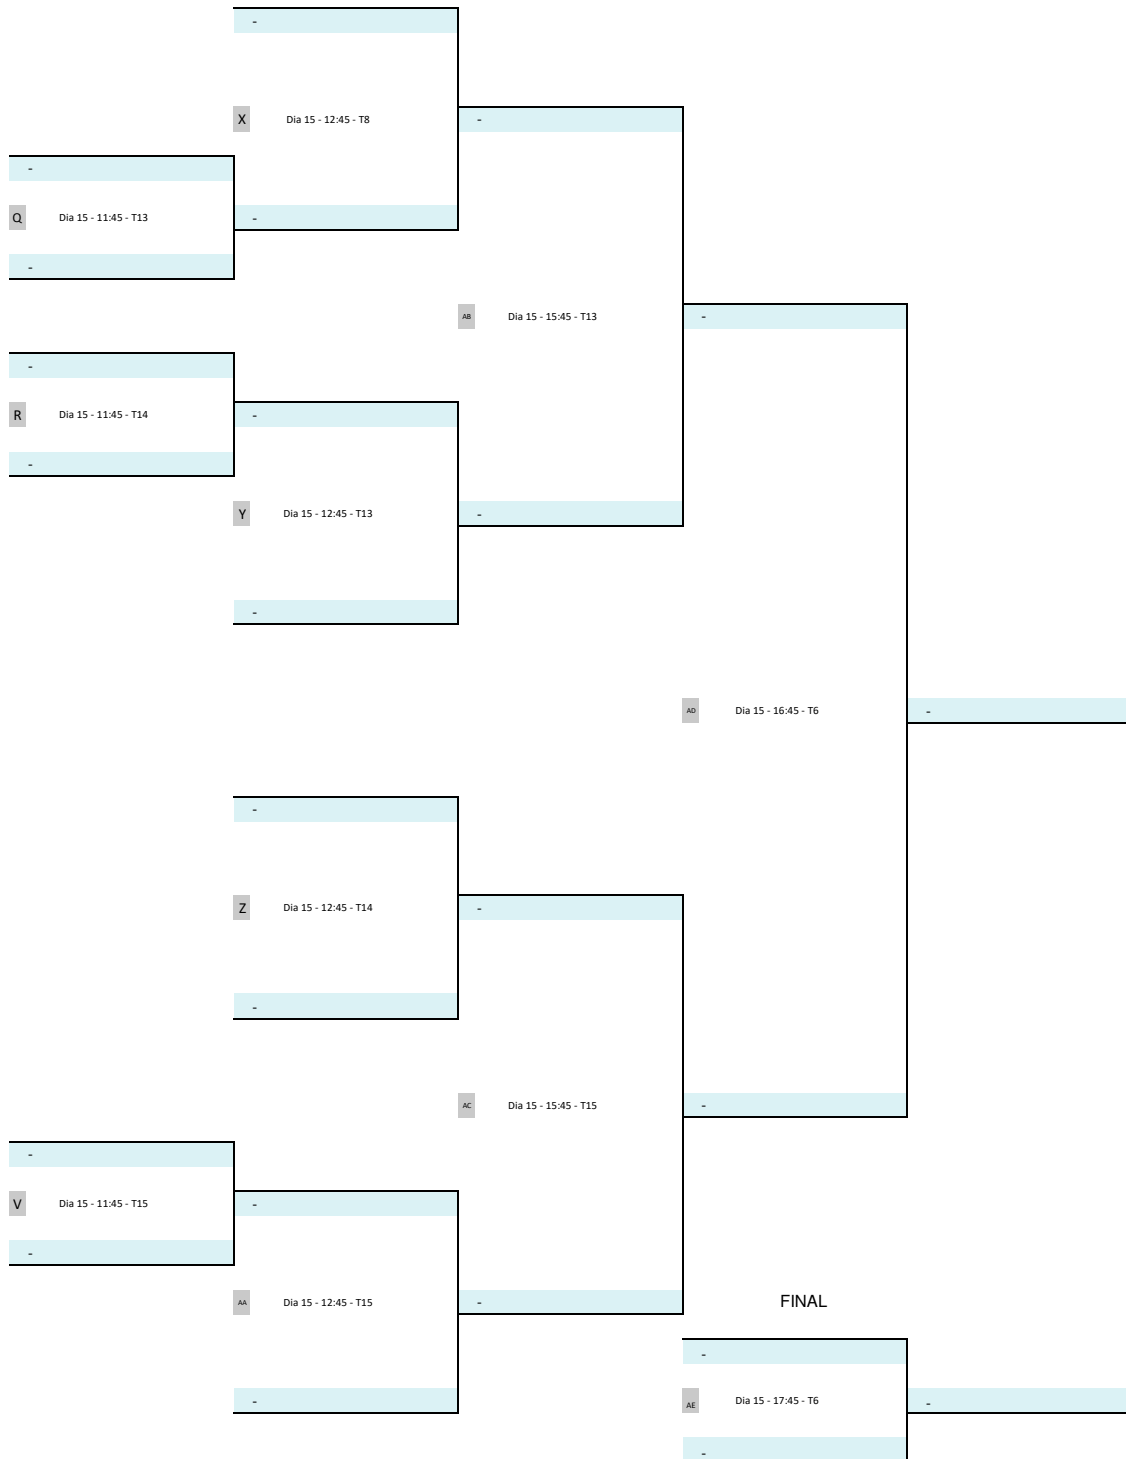 -
X Dia 15 - 12:45 - T8
-
-
Q Dia 15 - 11:45 - T13
-
-
AB Dia 15 - 15:45 - T13
-
-
R Dia 15 - 11:45 - T14
-
-
Y Dia 15 - 12:45 - T13
-
-
AD Dia 15 - 16:45 - T6
-
-
Z Dia 15 - 12:45 - T14
-
-
AC Dia 15 - 15:45 - T15
-
-
V Dia 15 - 11:45 - T15
-
-
AA Dia 15 - 12:45 - T15
-
FINAL
-
-
AE Dia 15 - 17:45 - T6
-
-